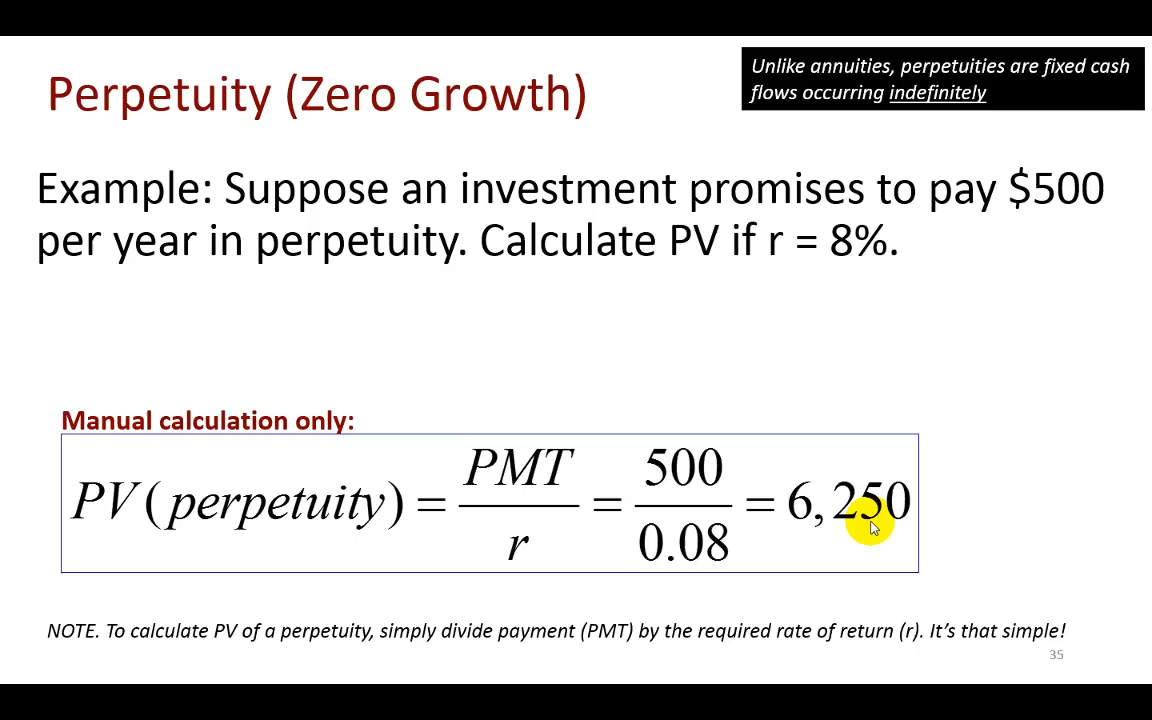 Unlike annuities, perpetuities are fixed cash
flows occurring indefinitely
Perpetuity (Zero Growth)
Example: Suppose an investment promises to pay $500
per year in perpetuity. Calculate PV if r = 8%.
Manual calculation only:
PV(perpetuity) = PMT/r = 500/0.08 = 6,250
NOTE. To calculate PV of a perpetuity, simply divide payment (PMT) by the required rate of return (r). It's that simple!
35